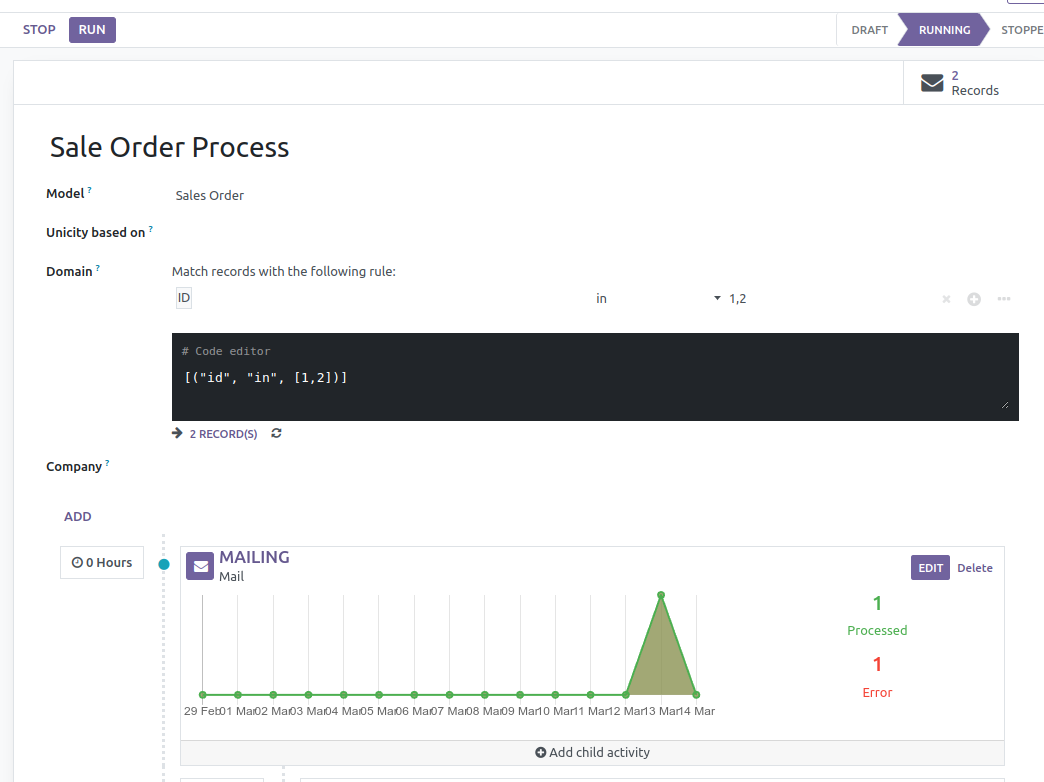 STOP RUN DRAFT RUNNING STOPPE
2
Records
Sale Order Process
Model ? Sales Order
Unicity based on ?
Domain ? Match records with the following rule:
ID in 1,2
# Code editor
[("id", "in", [1,2])]
2 RECORD(S)
Company ?
ADD
0 Hours
MAILING
Mail
EDIT Delete
1
Processed
1
Error
29 Feb 01 Mar 02 Mar 03 Mar 04 Mar 05 Mar 06 Mar 07 Mar 08 Mar 09 Mar 10 Mar 11 Mar 12 Mar 13 Mar 14 Mar
Add child activity